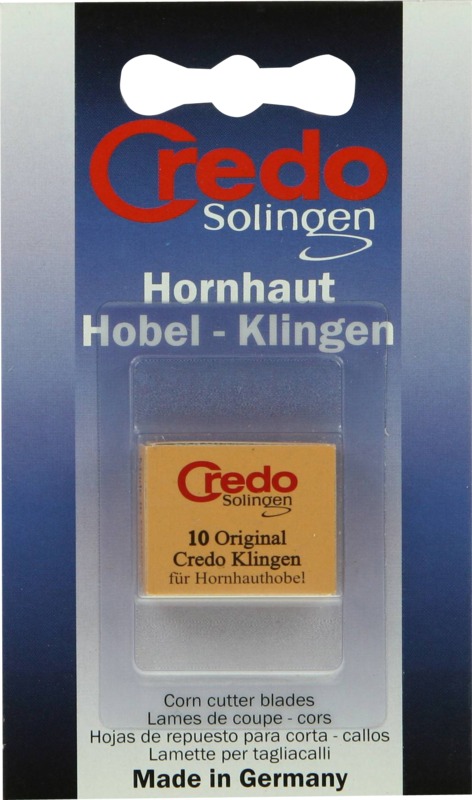 Credo
Solingen
Hornhaut
Hobel - Klingen
Credo
Solingen
10 Original
Credo Klingen
für Hornhauthobel!
Corn cutter blades
Lames de coupe - cors
Hojas de repuesto para corta - callos
Lamette per tagliacalli
Made in Germany